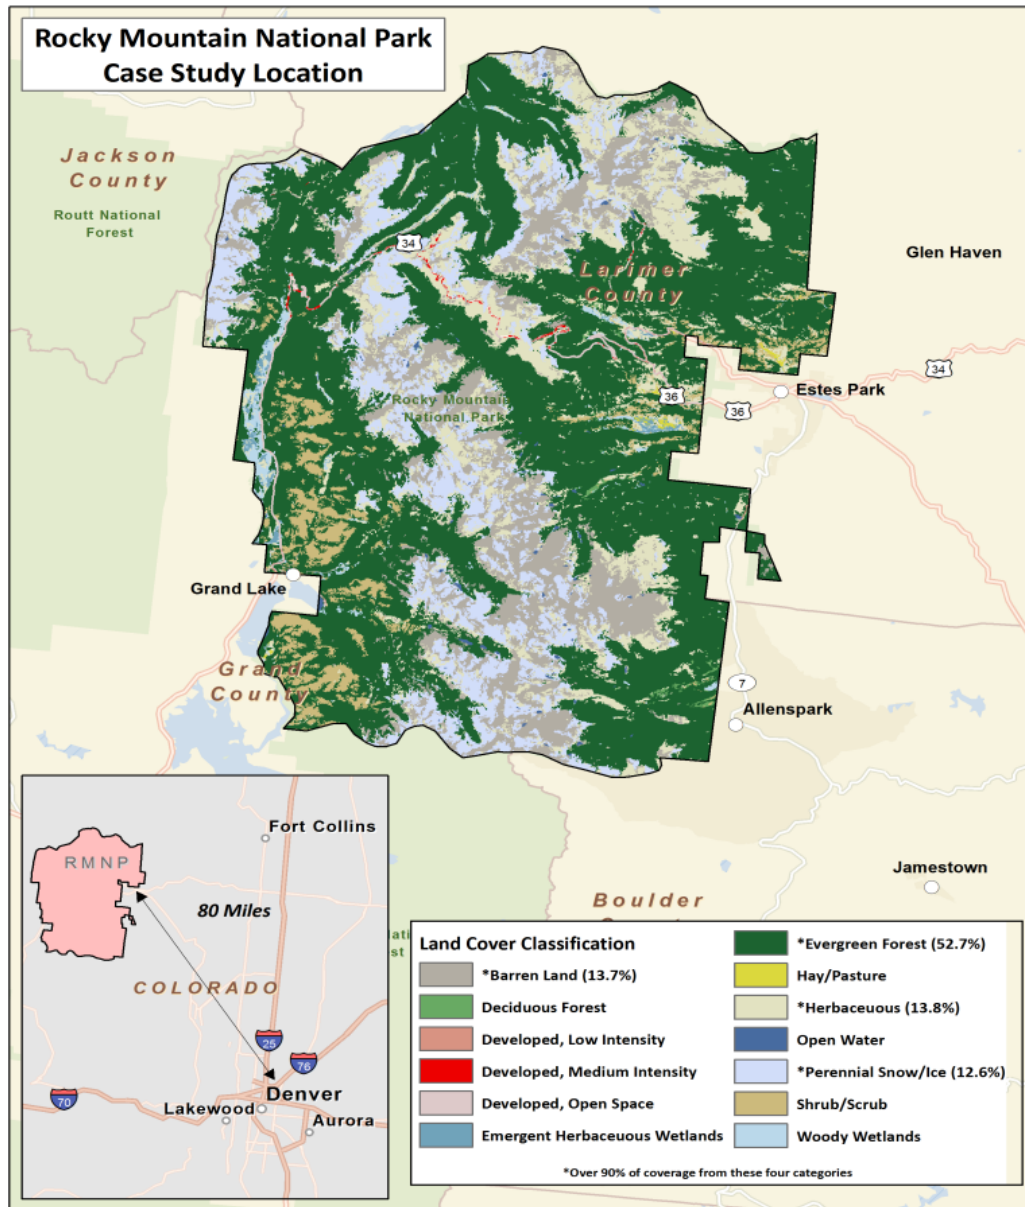 Rocky Mountain National Park
Case Study Location
Jackson
County
Routt National
Forest
34
Glen Haven
Larimer
County
34
Estes Park
36
36
Rocky Mountain
National Park
Grand Lake
Grand
County
7
Allenspark
Jamestown
Boulder
Fort Collins
RMNP
80 Miles
COLORADO
25
76
Denver
70
Lakewood
Aurora
Land Cover Classification
*Barren Land (13.7%)
Deciduous Forest
Developed, Low Intensity
Developed, Medium Intensity
Developed, Open Space
Emergent Herbaceuous Wetlands
*Evergreen Forest (52.7%)
Hay/Pasture
*Herbaceuous (13.8%)
Open Water
*Perennial Snow/Ice (12.6%)
Shrub/Scrub
Woody Wetlands
*Over 90% of coverage from these four categories